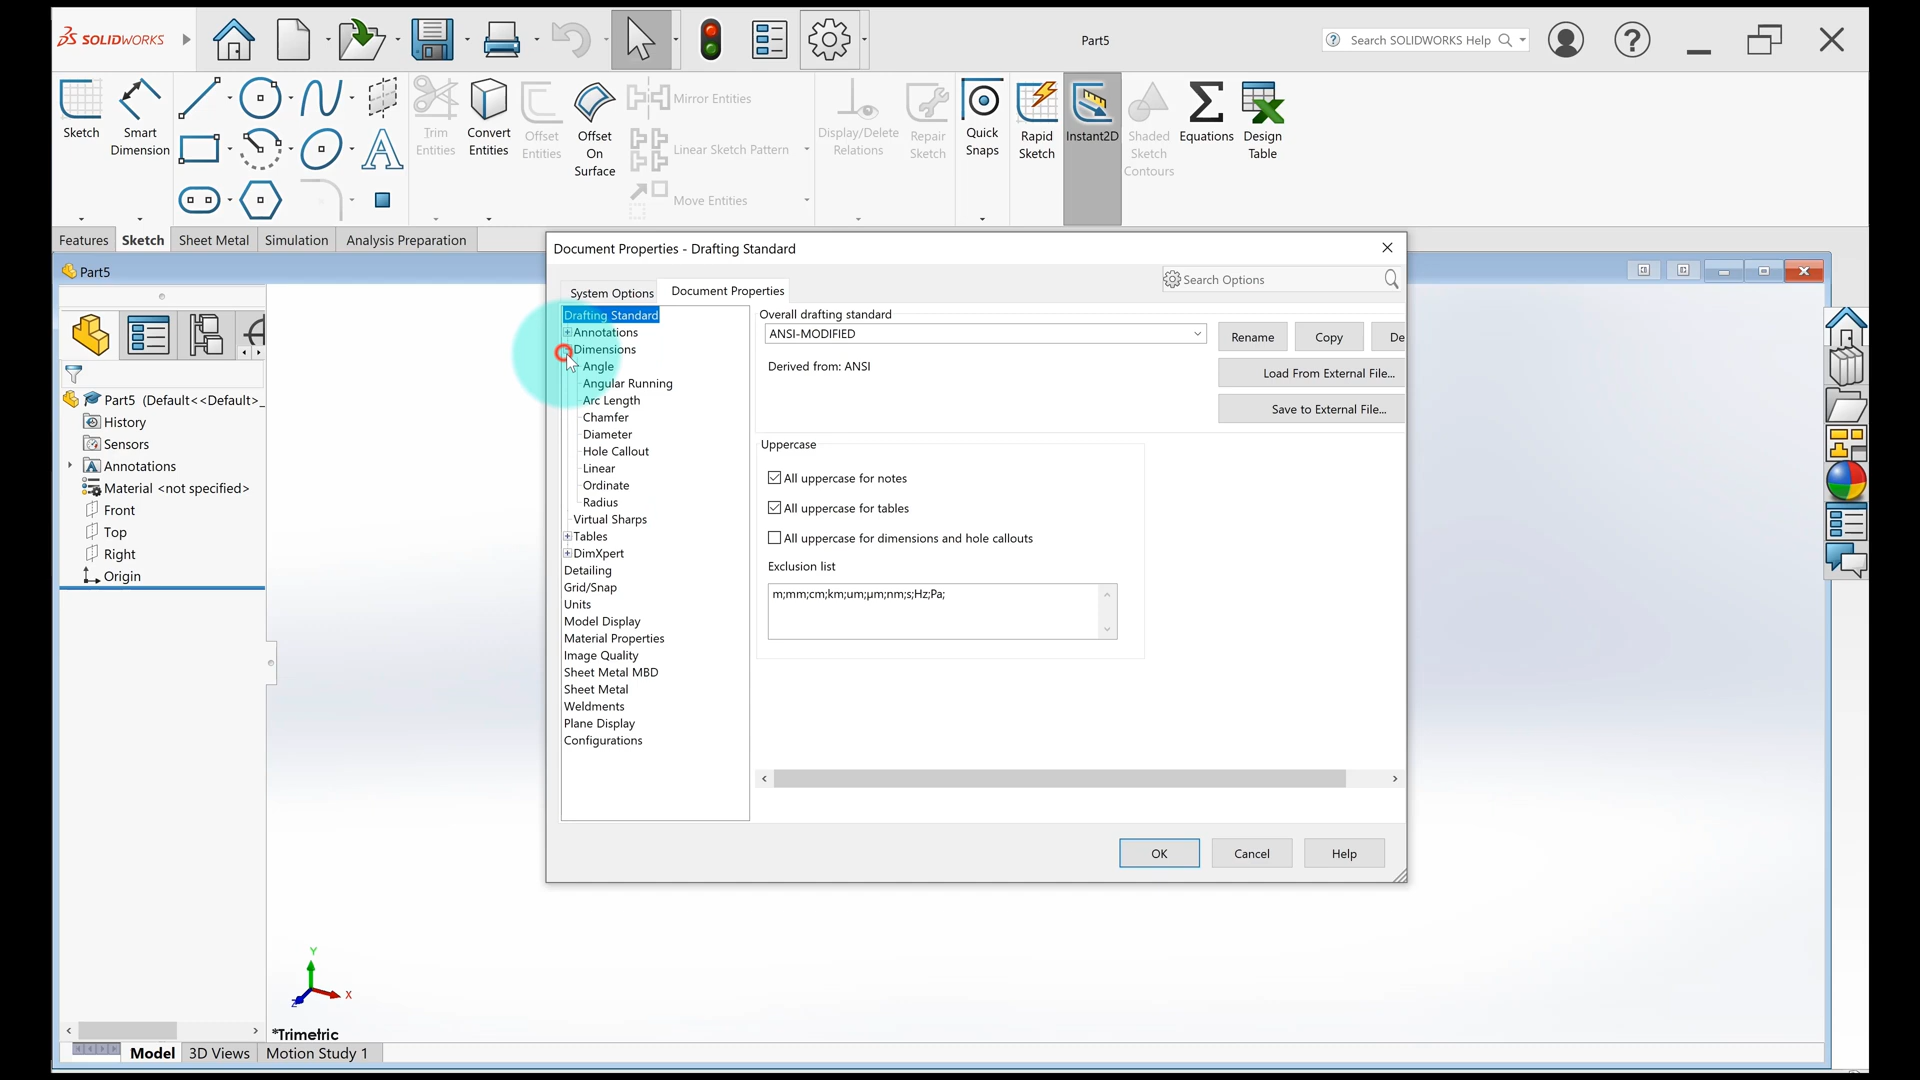 SOLIDWORKS
Part5
Search SOLIDWORKS Help
Sketch
Smart Dimension
Trim Entities
Convert Entities
Offset Entities
Offset On Surface
Mirror Entities
Linear Sketch Pattern
Move Entities
Display/Delete Relations
Repair Sketch
Quick Snaps
Rapid Sketch
Instant2D
Shaded Sketch Contours
Equations
Design Table
Features
Sketch
Sheet Metal
Simulation
Analysis Preparation
Part5
Part5 (Default<<Default>_
History
Sensors
Annotations
Material <not specified>
Front
Top
Right
Origin
Document Properties - Drafting Standard
System Options
Document Properties
Search Options
Drafting Standard
Annotations
Dimensions
Angle
Angular Running
Arc Length
Chamfer
Diameter
Hole Callout
Linear
Ordinate
Radius
Virtual Sharps
Tables
DimXpert
Detailing
Grid/Snap
Units
Model Display
Material Properties
Image Quality
Sheet Metal MBD
Sheet Metal
Weldments
Plane Display
Configurations
Overall drafting standard
ANSI-MODIFIED
Rename
Copy
De
Derived from: ANSI
Load From External File...
Save to External File...
Uppercase
All uppercase for notes
All uppercase for tables
All uppercase for dimensions and hole callouts
Exclusion list
m;mm;cm;km;um;µm;nm;s;Hz;Pa;
OK
Cancel
Help
Y
X
Z
*Trimetric
Model
3D Views
Motion Study 1